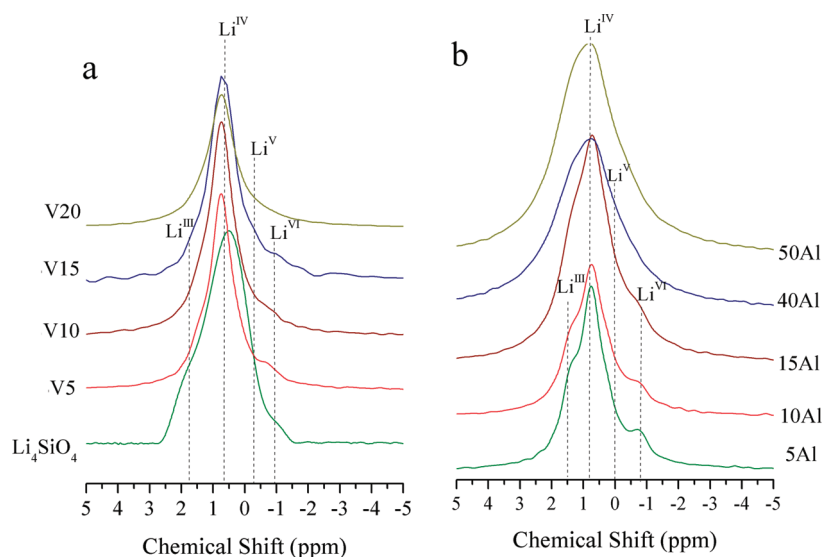 a
Li^IV
Li^V
Li^III
Li^VI
V20
V15
V10
V5
Li₄SiO₄
5 4 3 2 1 0 -1 -2 -3 -4 -5
Chemical Shift (ppm)
b
Li^IV
Li^V
Li^III
Li^VI
50Al
40Al
15Al
10Al
5Al
5 4 3 2 1 0 -1 -2 -3 -4 -5
Chemical Shift (ppm)